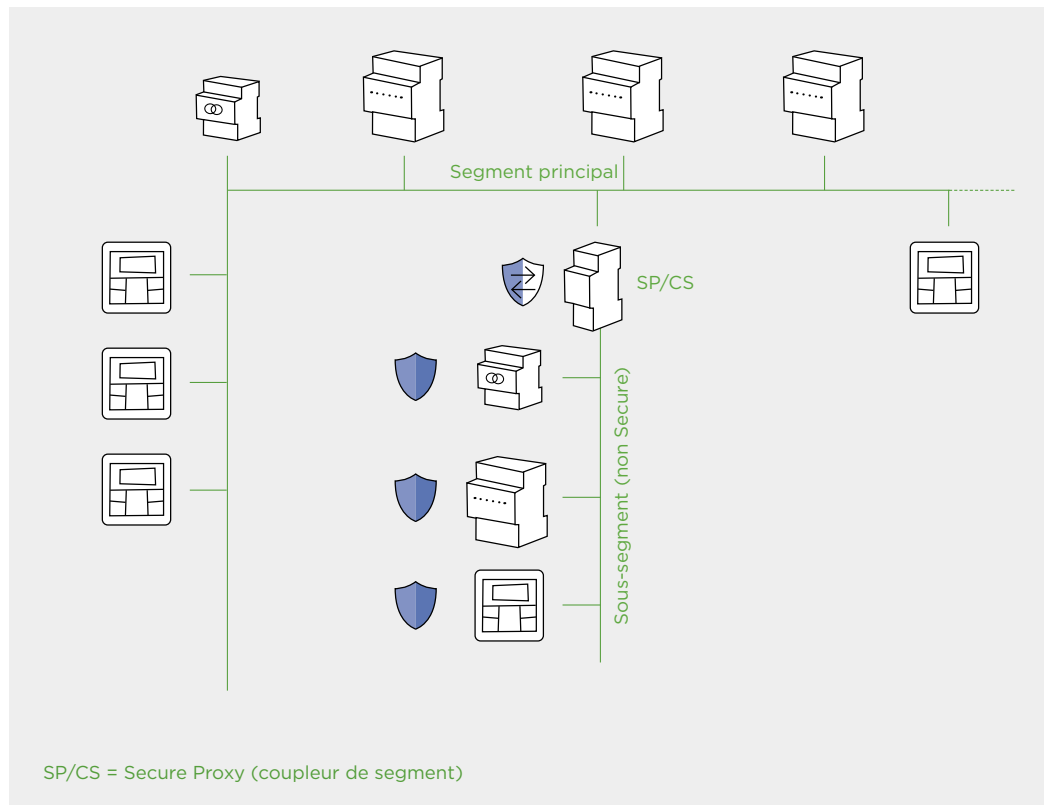 Segment principal
SP/CS
Sous-segment (non Secure)
SP/CS = Secure Proxy (coupleur de segment)